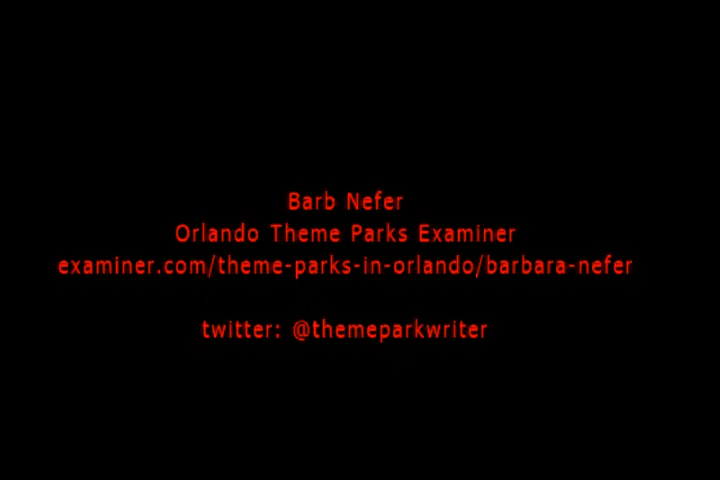 Barb Nefer
Orlando Theme Parks Examiner
examiner.com/theme-parks-in-orlando/barbara-nefer
twitter: @themeparkwriter